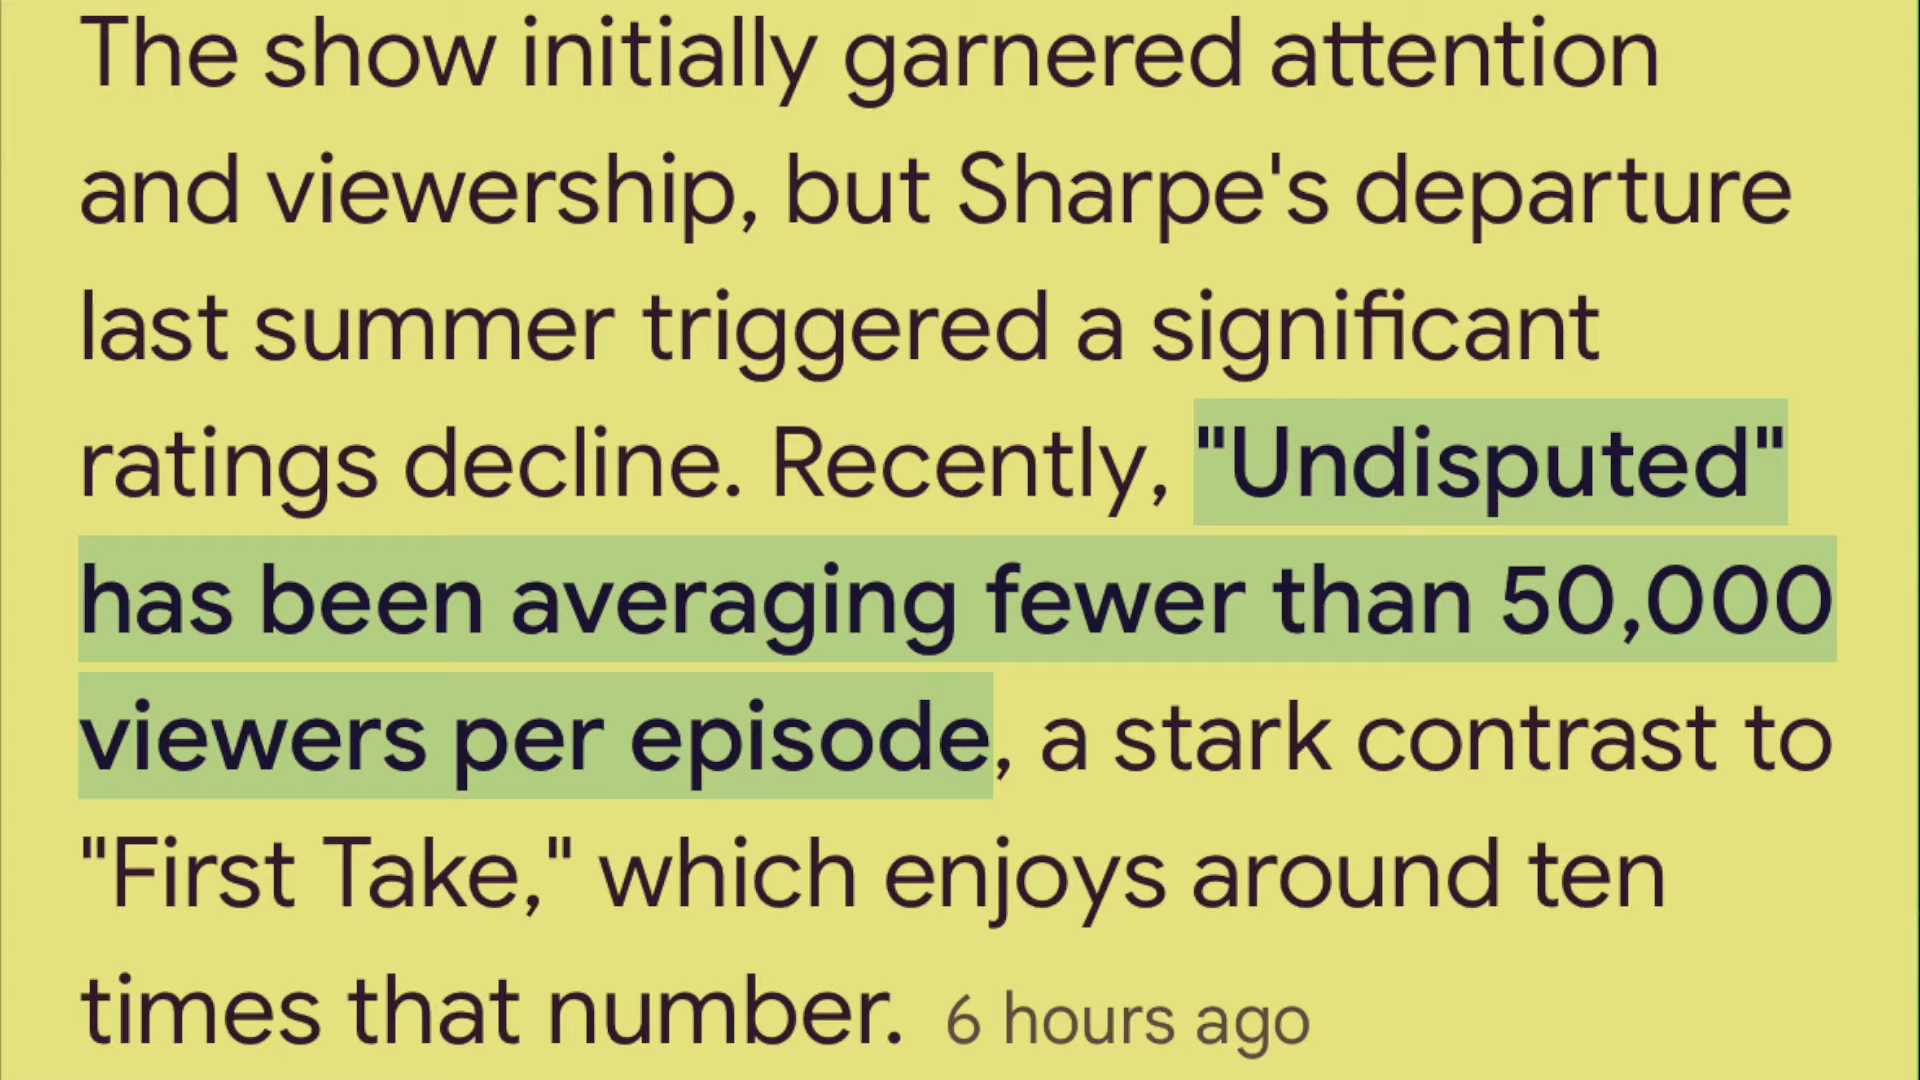 The show initially garnered attention
and viewership, but Sharpe's departure
last summer triggered a significant
ratings decline. Recently, "Undisputed"
has been averaging fewer than 50,000
viewers per episode, a stark contrast to
"First Take," which enjoys around ten
times that number. 6 hours ago